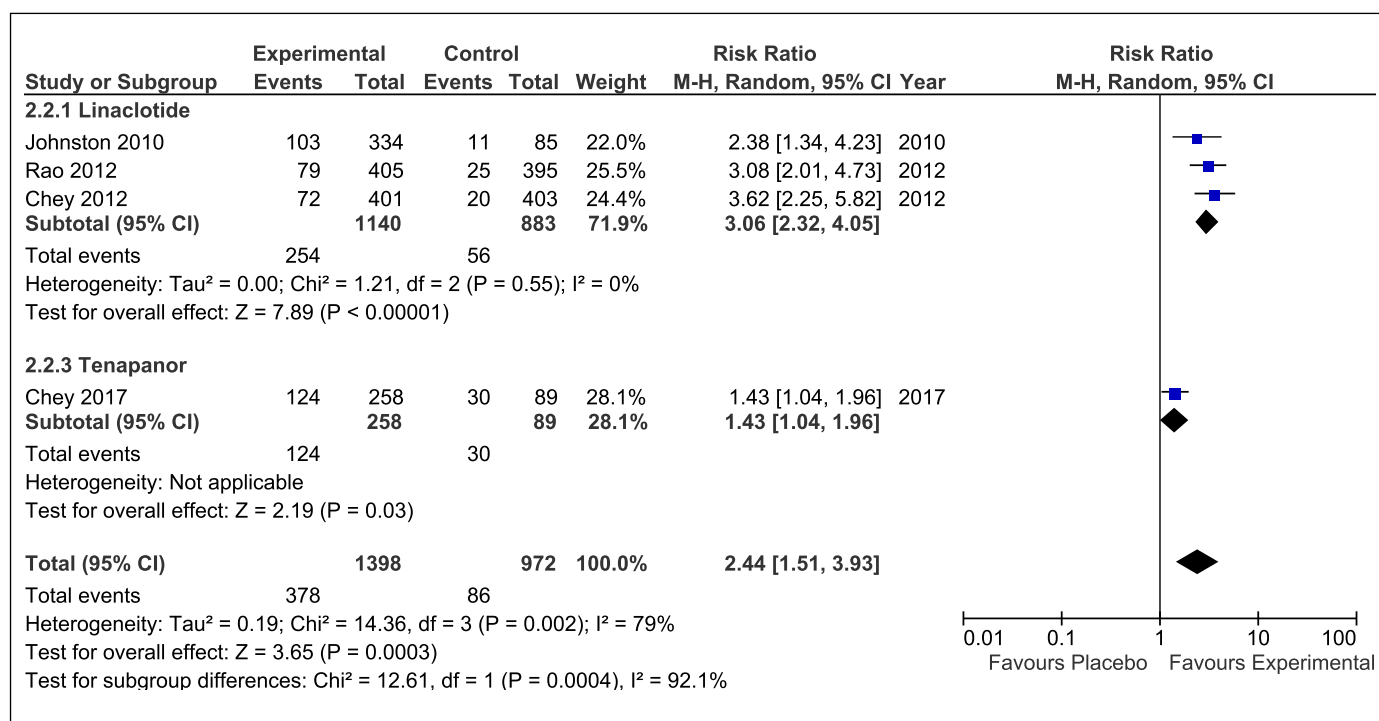 Experimental Control Risk Ratio Risk Ratio
Study or Subgroup Events Total Events Total Weight M-H, Random, 95% CI Year M-H, Random, 95% CI
2.2.1 Linaclotide
Johnston 2010 103 334 11 85 22.0% 2.38 [1.34, 4.23] 2010
Rao 2012 79 405 25 395 25.5% 3.08 [2.01, 4.73] 2012
Chey 2012 72 401 20 403 24.4% 3.62 [2.25, 5.82] 2012
Subtotal (95% CI) 1140 883 71.9% 3.06 [2.32, 4.05]
Total events 254 56
Heterogeneity: Tau² = 0.00; Chi² = 1.21, df = 2 (P = 0.55); I² = 0%
Test for overall effect: Z = 7.89 (P < 0.00001)
2.2.3 Tenapanor
Chey 2017 124 258 30 89 28.1% 1.43 [1.04, 1.96] 2017
Subtotal (95% CI) 258 89 28.1% 1.43 [1.04, 1.96]
Total events 124 30
Heterogeneity: Not applicable
Test for overall effect: Z = 2.19 (P = 0.03)
Total (95% CI) 1398 972 100.0% 2.44 [1.51, 3.93]
Total events 378 86
Heterogeneity: Tau² = 0.19; Chi² = 14.36, df = 3 (P = 0.002); I² = 79%
Test for overall effect: Z = 3.65 (P = 0.0003)
Test for subgroup differences: Chi² = 12.61, df = 1 (P = 0.0004), I² = 92.1%
0.01 0.1 1 10 100
Favours Placebo Favours Experimental